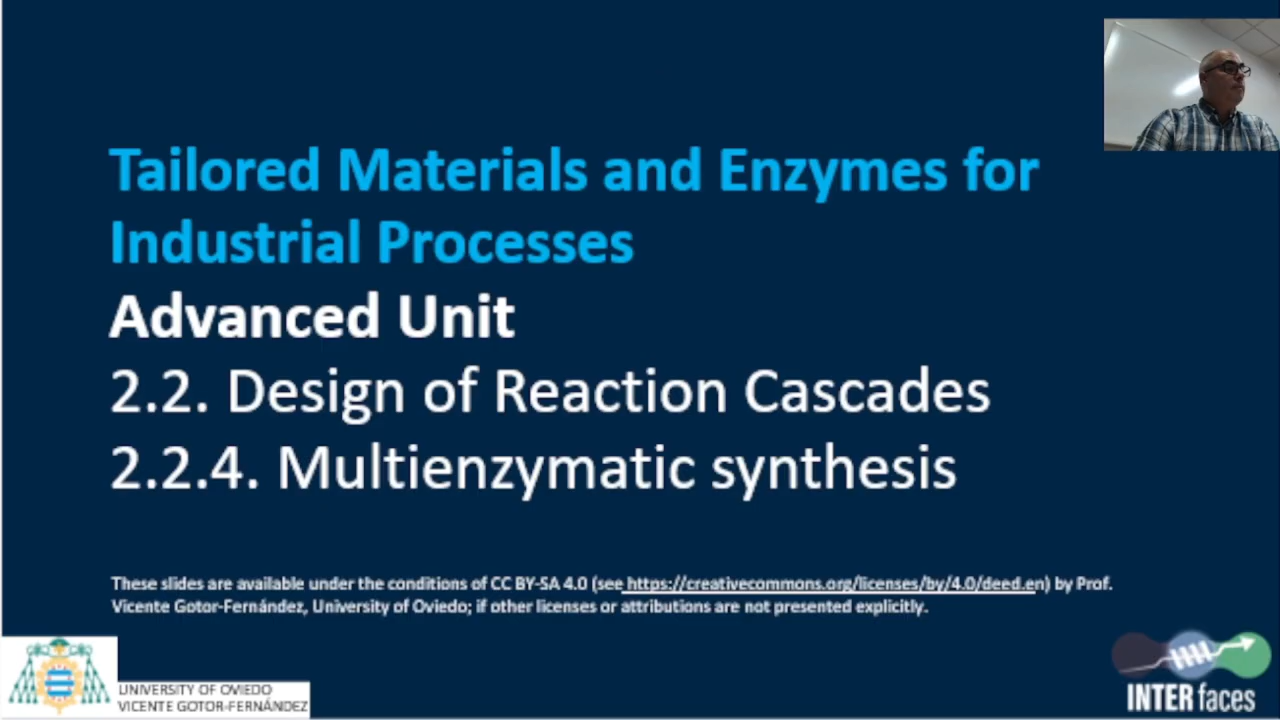 Tailored Materials and Enzymes for
Industrial Processes
Advanced Unit
2.2. Design of Reaction Cascades
2.2.4. Multienzymatic synthesis
These slides are available under the conditions of CC BY-SA 4.0 (see https://creativecommons.org/licenses/by/4.0/deed.en) by Prof.
Vicente Gotor-Fernández, University of Oviedo; if other licenses or attributions are not presented explicitly.
UNIVERSITY OF OVIEDO
VICENTE GOTOR-FERNÁNDEZ
INTERfaces